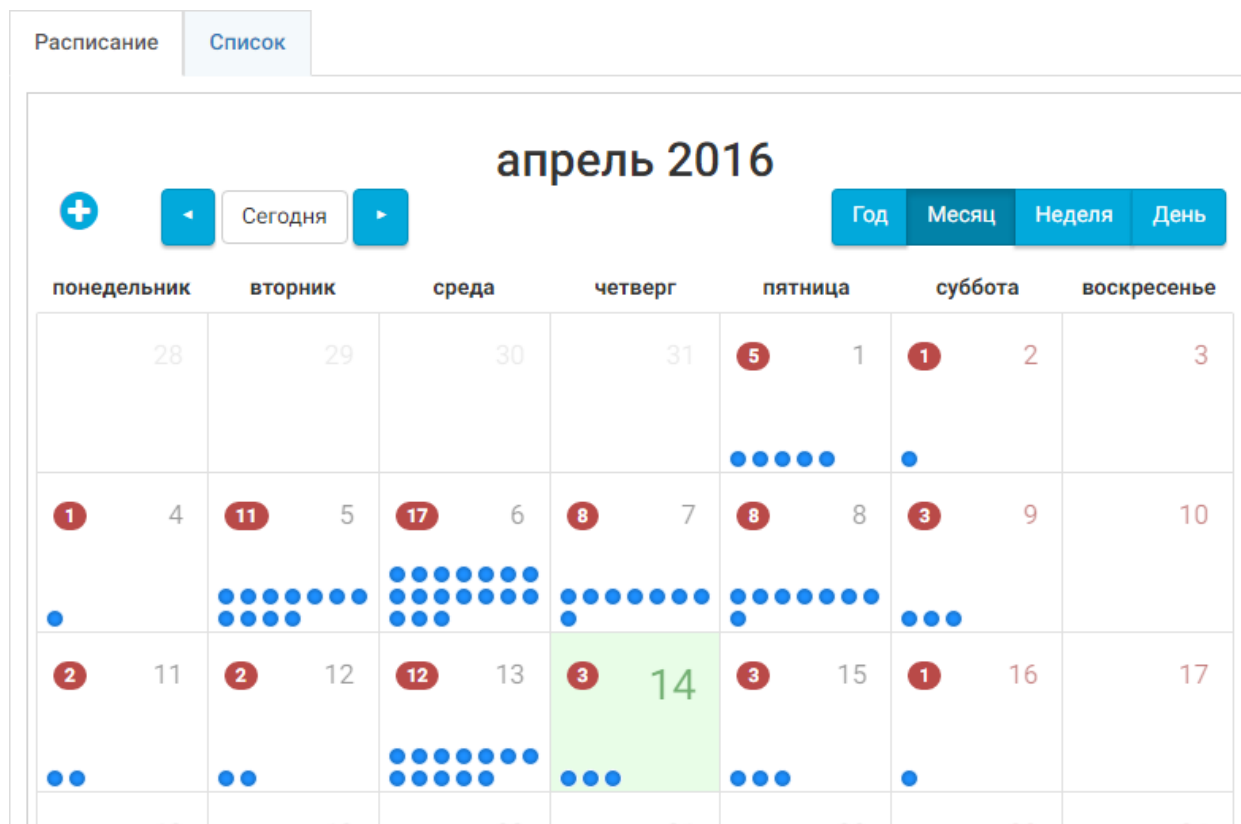 Расписание Список
апрель 2016
Сегодня Год Месяц Неделя День
понедельник вторник среда четверг пятница суббота воскресенье
28 29 30 31 5 1 1 2 3
1 4 11 5 17 6 8 7 8 8 3 9 10
2 11 2 12 12 13 3 14 3 15 1 16 17